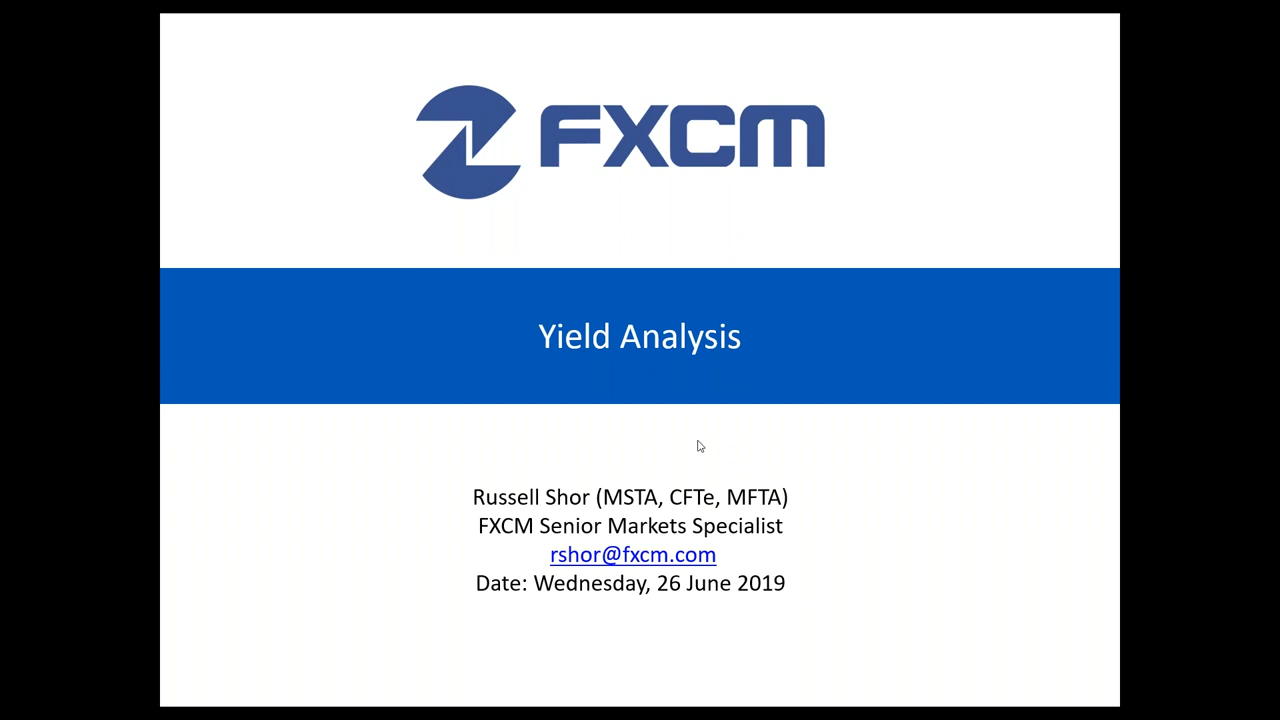 FXCM
Yield Analysis
Russell Shor (MSTA, CFTe, MFTA)
FXCM Senior Markets Specialist
rshor@fxcm.com
Date: Wednesday, 26 June 2019